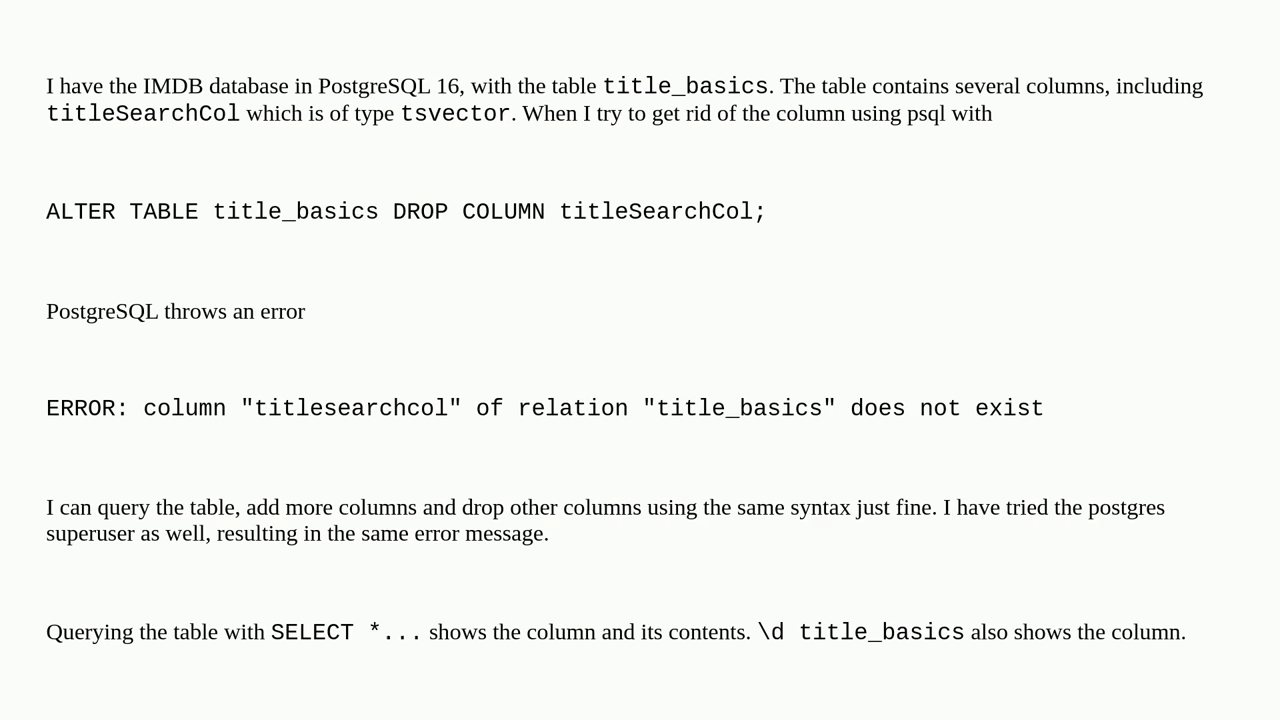 I have the IMDB database in PostgreSQL 16, with the table title_basics. The table contains several columns, including
titleSearchCol which is of type tsvector. When I try to get rid of the column using psql with
ALTER TABLE title_basics DROP COLUMN titleSearchCol;
PostgreSQL throws an error
ERROR: column "titlesearchcol" of relation "title_basics" does not exist
I can query the table, add more columns and drop other columns using the same syntax just fine. I have tried the postgres
superuser as well, resulting in the same error message.
Querying the table with SELECT *... shows the column and its contents. \d title_basics also shows the column.